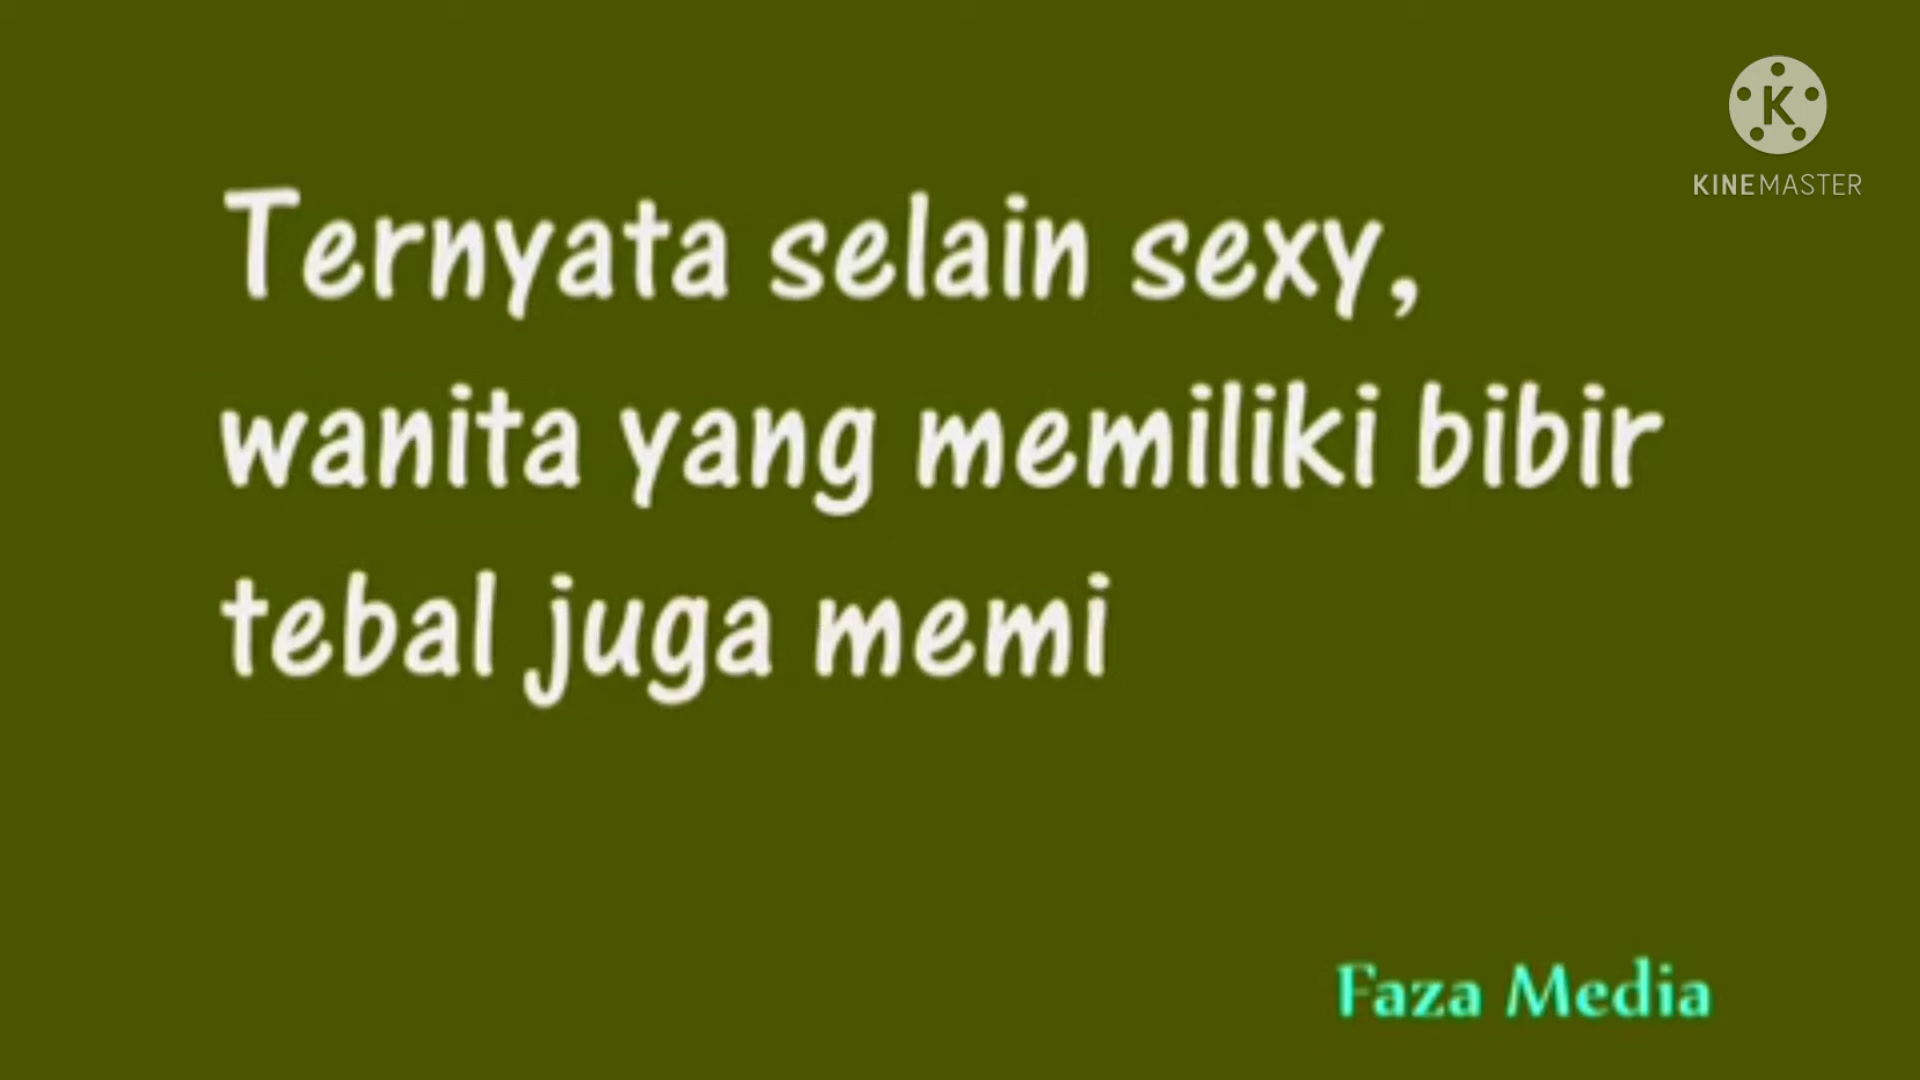 KINEMASTER
Ternyata selain sexy,
wanita yang memiliki bibir
tebal juga memi
Faza Media